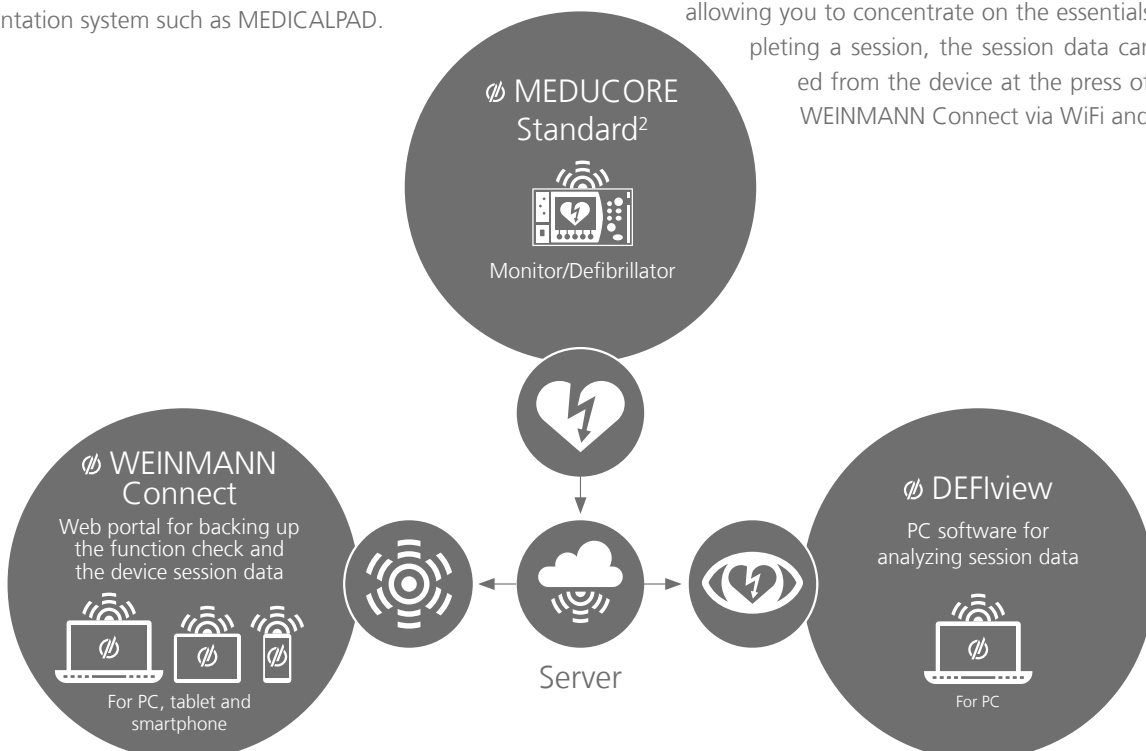 ntation system such as MEDICALPAD.
allowing you to concentrate on the essentials
pleting a session, the session data can
ed from the device at the press of
WEINMANN Connect via WiFi and
MEDUCORE
Standard²
Monitor/Defibrillator
WEINMANN
Connect
Web portal for backing up
the function check and
the device session data
For PC, tablet and
smartphone
Server
DEFIview
PC software for
analyzing session data
For PC